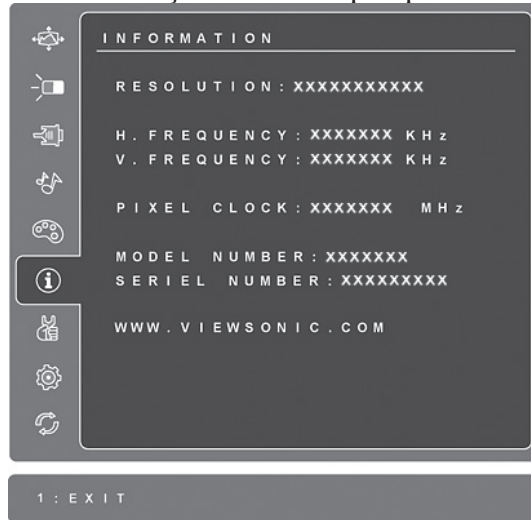 INFORMATION
RESOLUTION: XXXXXXXXXXX
H. FREQUENCY: XXXXXXX KHz
V. FREQUENCY: XXXXXXX KHz
PIXEL CLOCK: XXXXXXX MHz
MODEL NUMBER: XXXXXXX
SERIEL NUMBER: XXXXXXXXX
WWW.VIEWSONIC.COM
1: EXIT